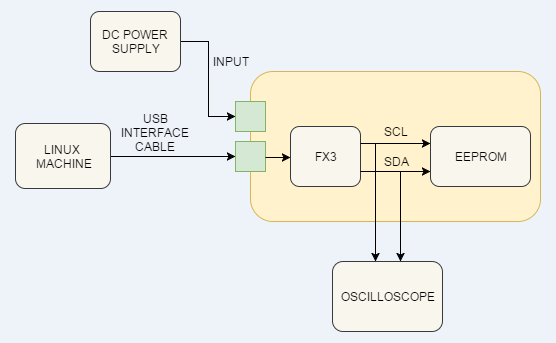 DC POWER
SUPPLY
INPUT
USB
INTERFACE
CABLE
LINUX
MACHINE
FX3
SCL
SDA
EEPROM
OSCILLOSCOPE